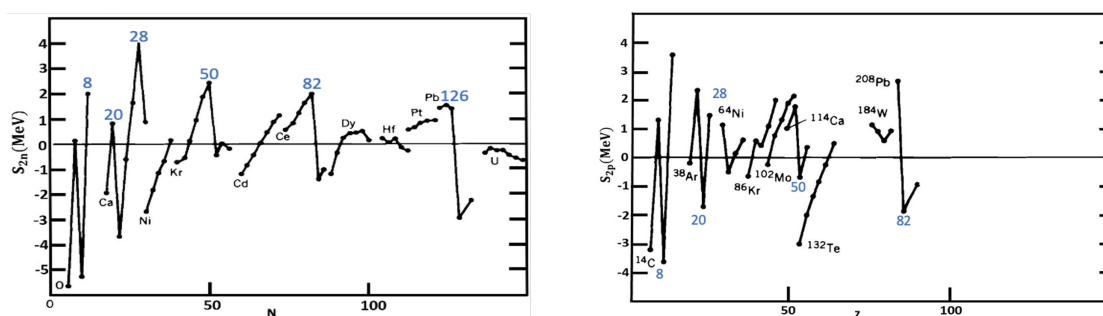 S2n(MeV)
4
3
2
1
0
-1
-2
-3
-4
-5
0
50
100
N
8
20
28
50
82
126
O
Ca
Ni
Kr
Cd
Ce
Dy
Hf
Pt
Pb
U
S2p(MeV)
4
3
2
1
0
-1
-2
-3
-4
50
100
Z
14C
8
38Ar
20
28
64Ni
86Kr
102Mo
114Ca
50
132Te
184W
208Pb
82